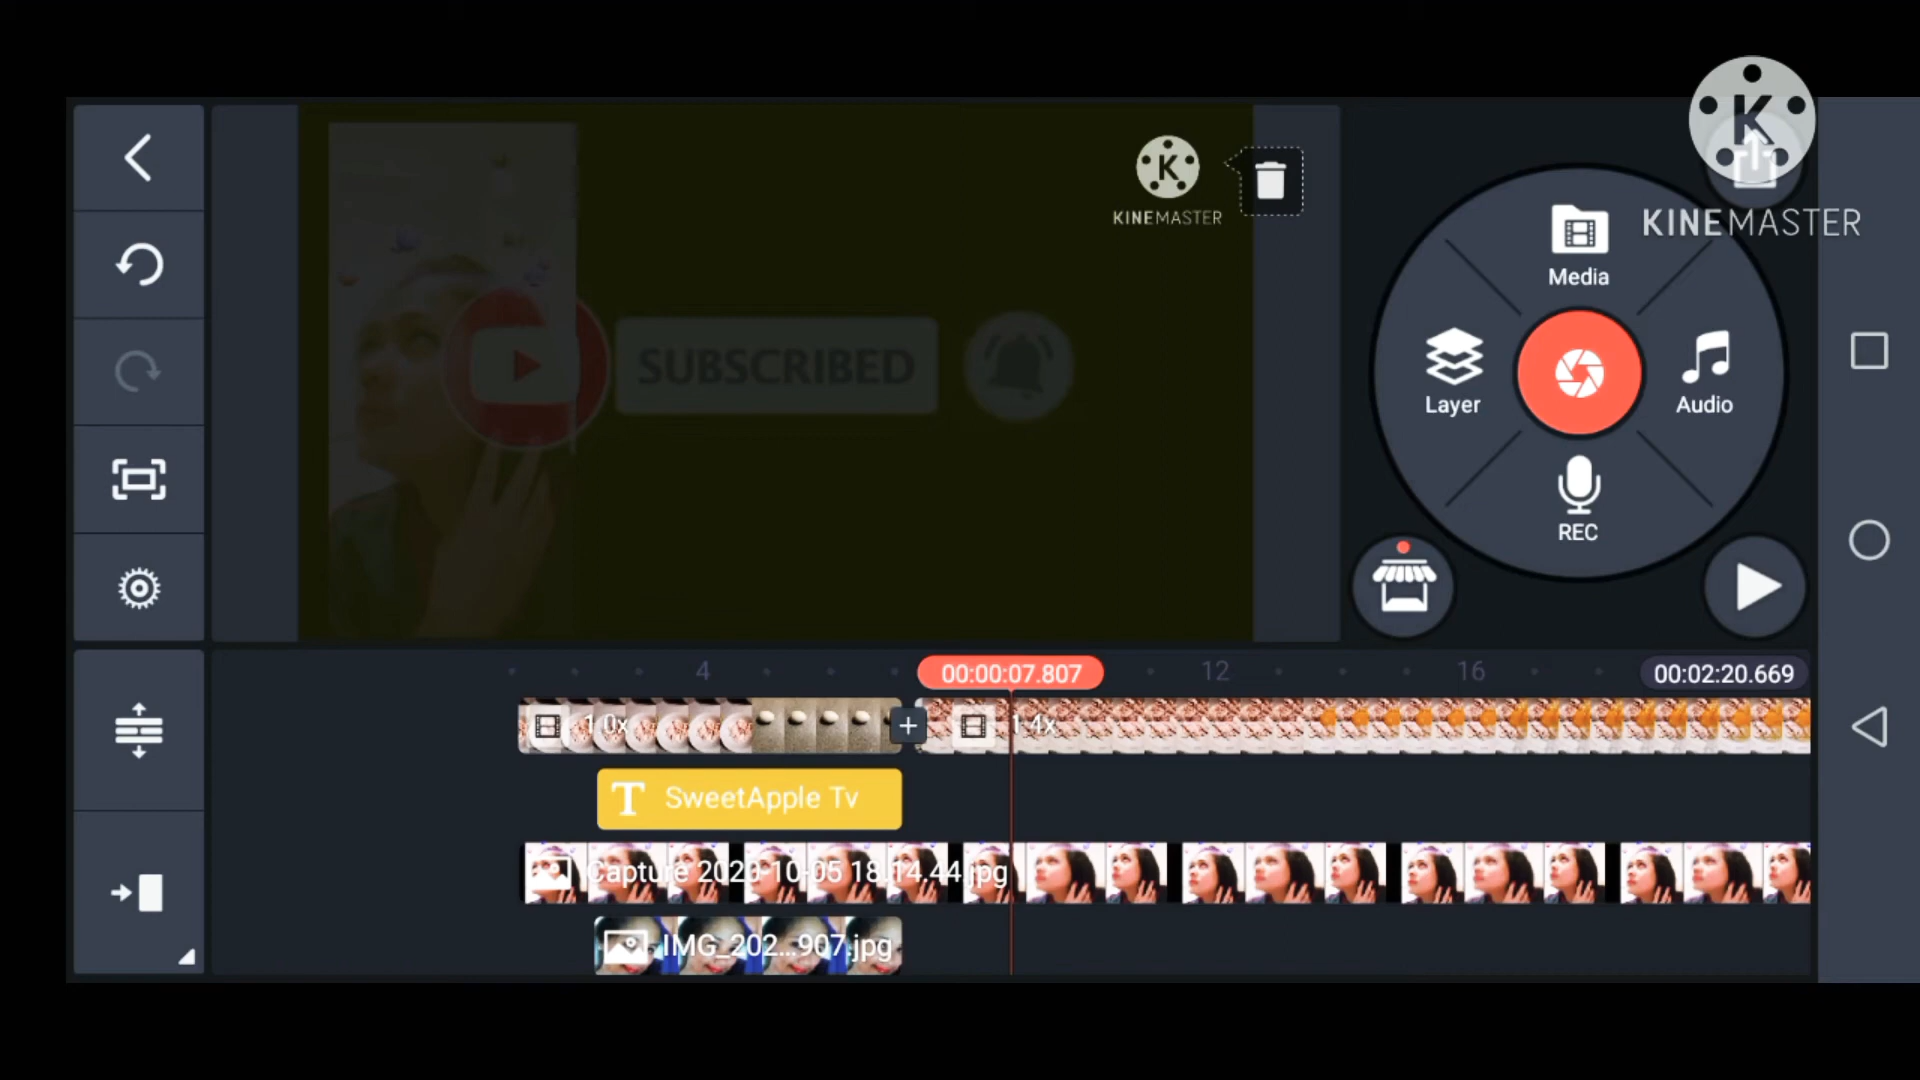 KINEMASTER
SUBSCRIBED
KINEMASTER
Media
Layer
Audio
REC
4
00:00:07.807
12
16
00:02:20.669
1.0x
1.4x
SweetApple Tv
Capture 2020-10-05 18.14.44.jpg
IMG_202...907.jpg